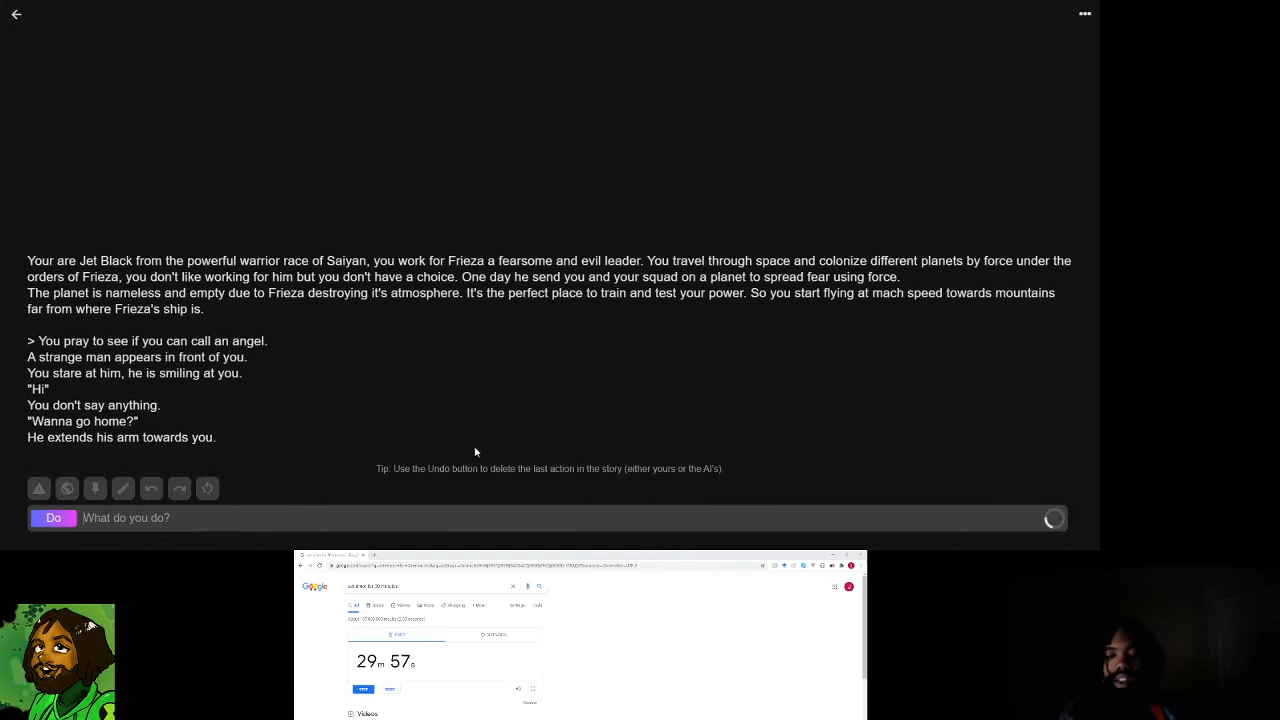 Your are Jet Black from the powerful warrior race of Saiyan, you work for Frieza a fearsome and evil leader. You travel through space and colonize different planets by force under the
orders of Frieza, you don't like working for him but you don't have a choice. One day he send you and your squad on a planet to spread fear using force.
The planet is nameless and empty due to Frieza destroying it's atmosphere. It's the perfect place to train and test your power. So you start flying at mach speed towards mountains
far from where Frieza's ship is.
> You pray to see if you can call an angel.
A strange man appears in front of you.
You stare at him, he is smiling at you.
"Hi"
You don't say anything.
"Wanna go home?"
He extends his arm towards you.
Tip: Use the Undo button to delete the last action in the story (either yours or the AI's).
Do What do you do?
Google
All Videos Shopping More Settings Tools
29m 57s
STOP RESET
Videos